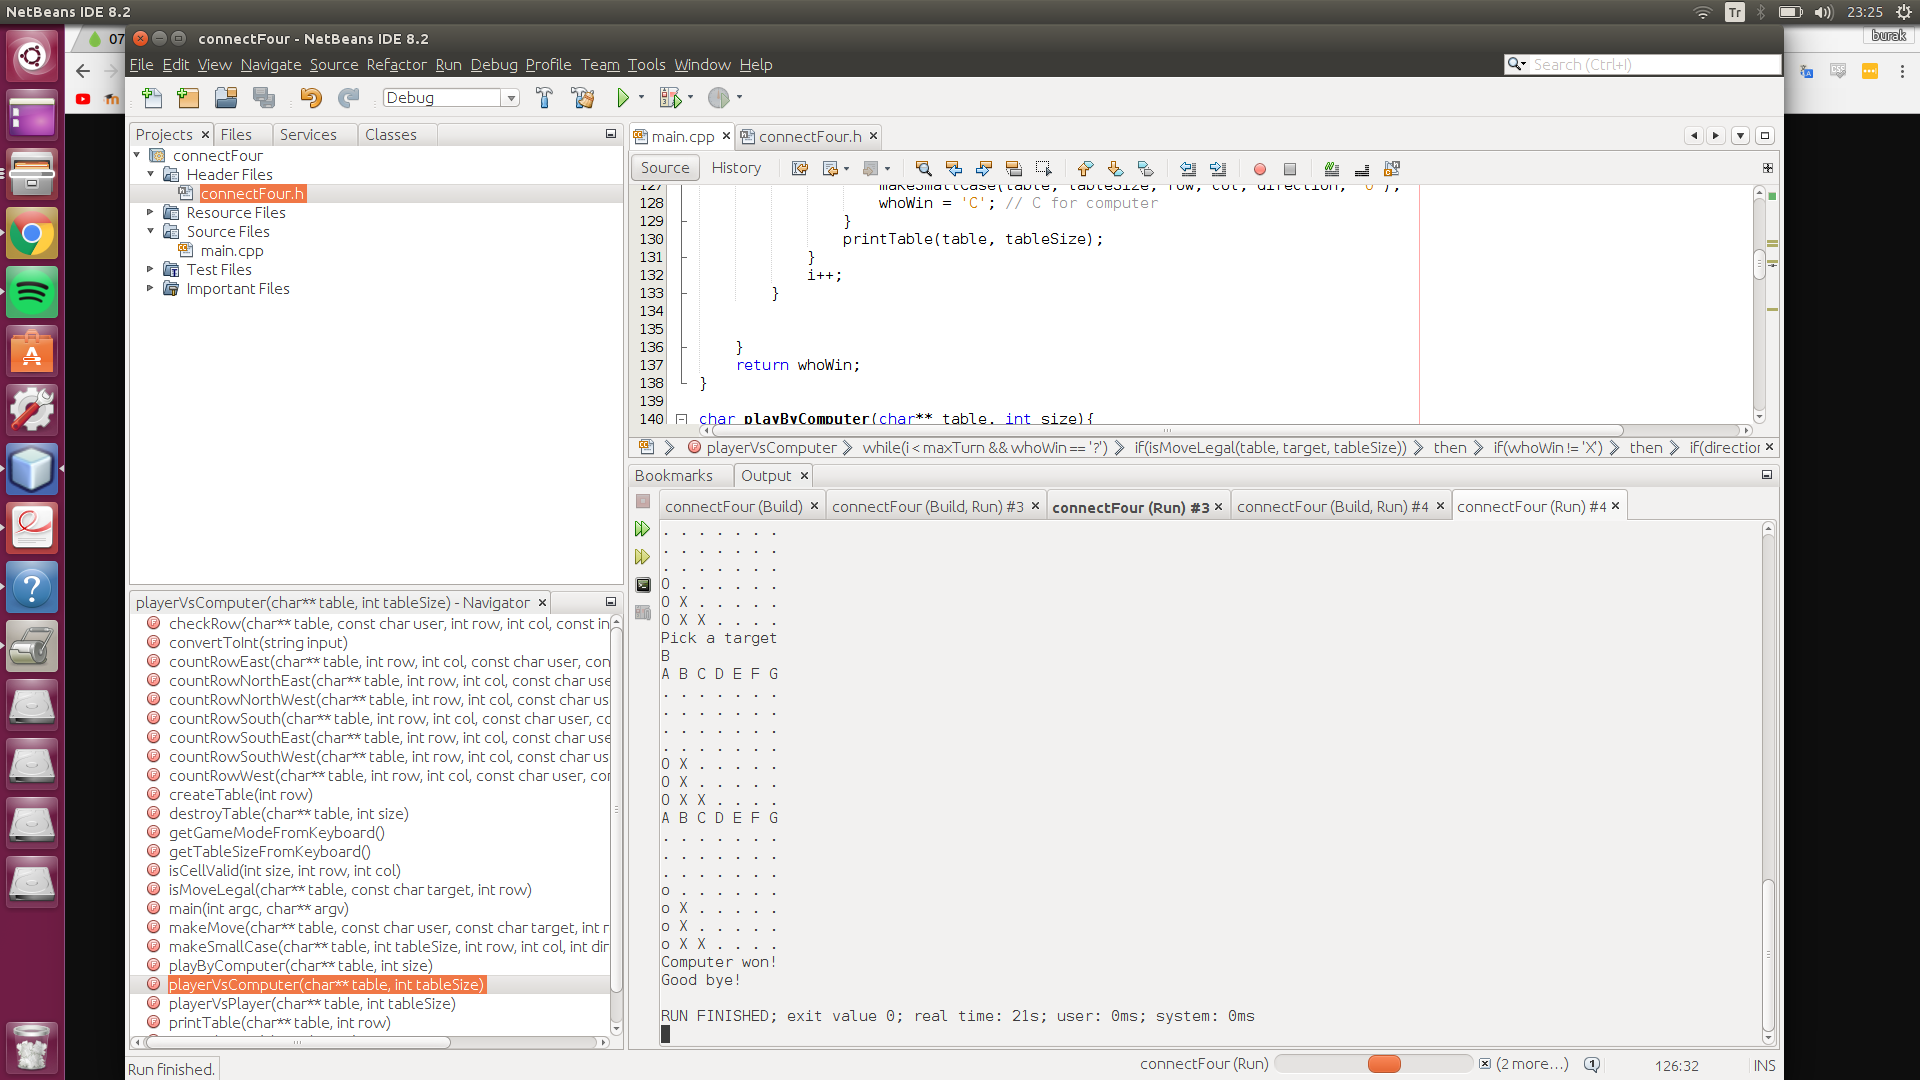 NetBeans IDE 8.2
Tr
23:25
07
connectFour - NetBeans IDE 8.2
burak
File Edit View Navigate Source Refactor Run Debug Profile Team Tools Window Help
Search (Ctrl+I)
Debug
Projects Files Services Classes
connectFour
Header Files
connectFour.h
Resource Files
Source Files
main.cpp
Test Files
Important Files
main.cpp connectFour.h
Source History
127 makeSmallCase(table, tableSize, row, col, direction, 'O');
128 whoWin = 'C'; // C for computer
129 }
130 printTable(table, tableSize);
131 }
132 i++;
133 }
134
135
136 }
137 return whoWin;
138 }
139
140 char playByComputer(char** table, int size){
playerVsComputer while(i < maxTurn && whoWin == '?') if(isMoveLegal(table, target, tableSize)) then if(whoWin != 'X') then if(direction
playerVsComputer(char** table, int tableSize) - Navigator
checkRow(char** table, const char user, int row, int col, const in
convertToInt(string input)
countRowEast(char** table, int row, int col, const char user, con
countRowNorthEast(char** table, int row, int col, const char use
countRowNorthWest(char** table, int row, int col, const char us
countRowSouth(char** table, int row, int col, const char user, co
countRowSouthEast(char** table, int row, int col, const char use
countRowSouthWest(char** table, int row, int col, const char us
countRowWest(char** table, int row, int col, const char user, co
createTable(int row)
destroyTable(char** table, int size)
getGameModeFromKeyboard()
getTableSizeFromKeyboard()
isCellValid(int size, int row, int col)
isMoveLegal(char** table, const char target, int row)
main(int argc, char** argv)
makeMove(char** table, const char user, const char target, int r
makeSmallCase(char** table, int tableSize, int row, int col, int dir
playByComputer(char** table, int size)
playerVsComputer(char** table, int tableSize)
playerVsPlayer(char** table, int tableSize)
printTable(char** table, int row)
Bookmarks Output
connectFour (Build) connectFour (Build, Run) #3 connectFour (Run) #3 connectFour (Build, Run) #4 connectFour (Run) #4
. . . . . . .
. . . . . . .
. . . . . . .
O . . . . . .
O X . . . . .
O X X . . . .
Pick a target
B
A B C D E F G
. . . . . . .
. . . . . . .
. . . . . . .
. . . . . . .
O X . . . . .
O X . . . . .
O X X . . . .
A B C D E F G
. . . . . . .
. . . . . . .
. . . . . . .
o . . . . . .
o X . . . . .
o X . . . . .
o X X . . . .
Computer won!
Good bye!
RUN FINISHED; exit value 0; real time: 21s; user: 0ms; system: 0ms
Run finished.
connectFour (Run)
(2 more...)
1
126:32
INS